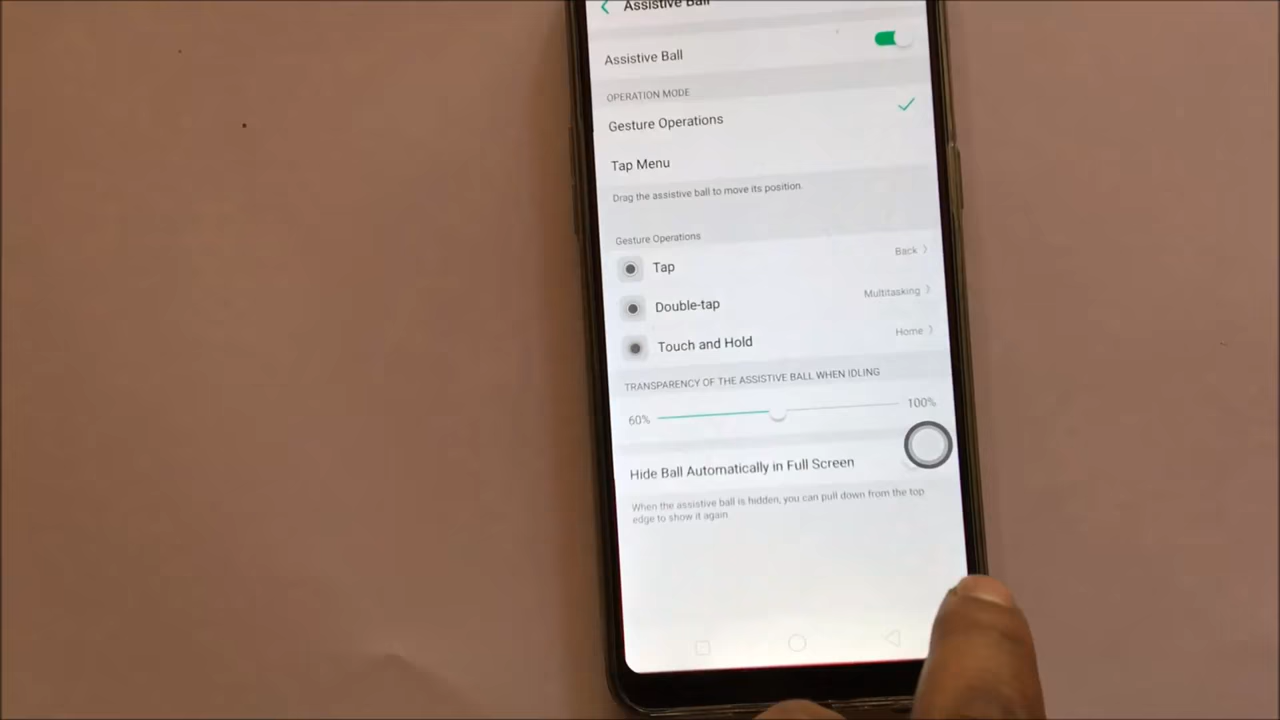 Assistive Ball
Assistive Ball
OPERATION MODE
Gesture Operations
Tap Menu
Drag the assistive ball to move its position.
Gesture Operations
Tap Back
Double-tap Multitasking
Touch and Hold Home
TRANSPARENCY OF THE ASSISTIVE BALL WHEN IDLING
60% 100%
Hide Ball Automatically in Full Screen
When the assistive ball is hidden, you can pull down from the top
edge to show it again